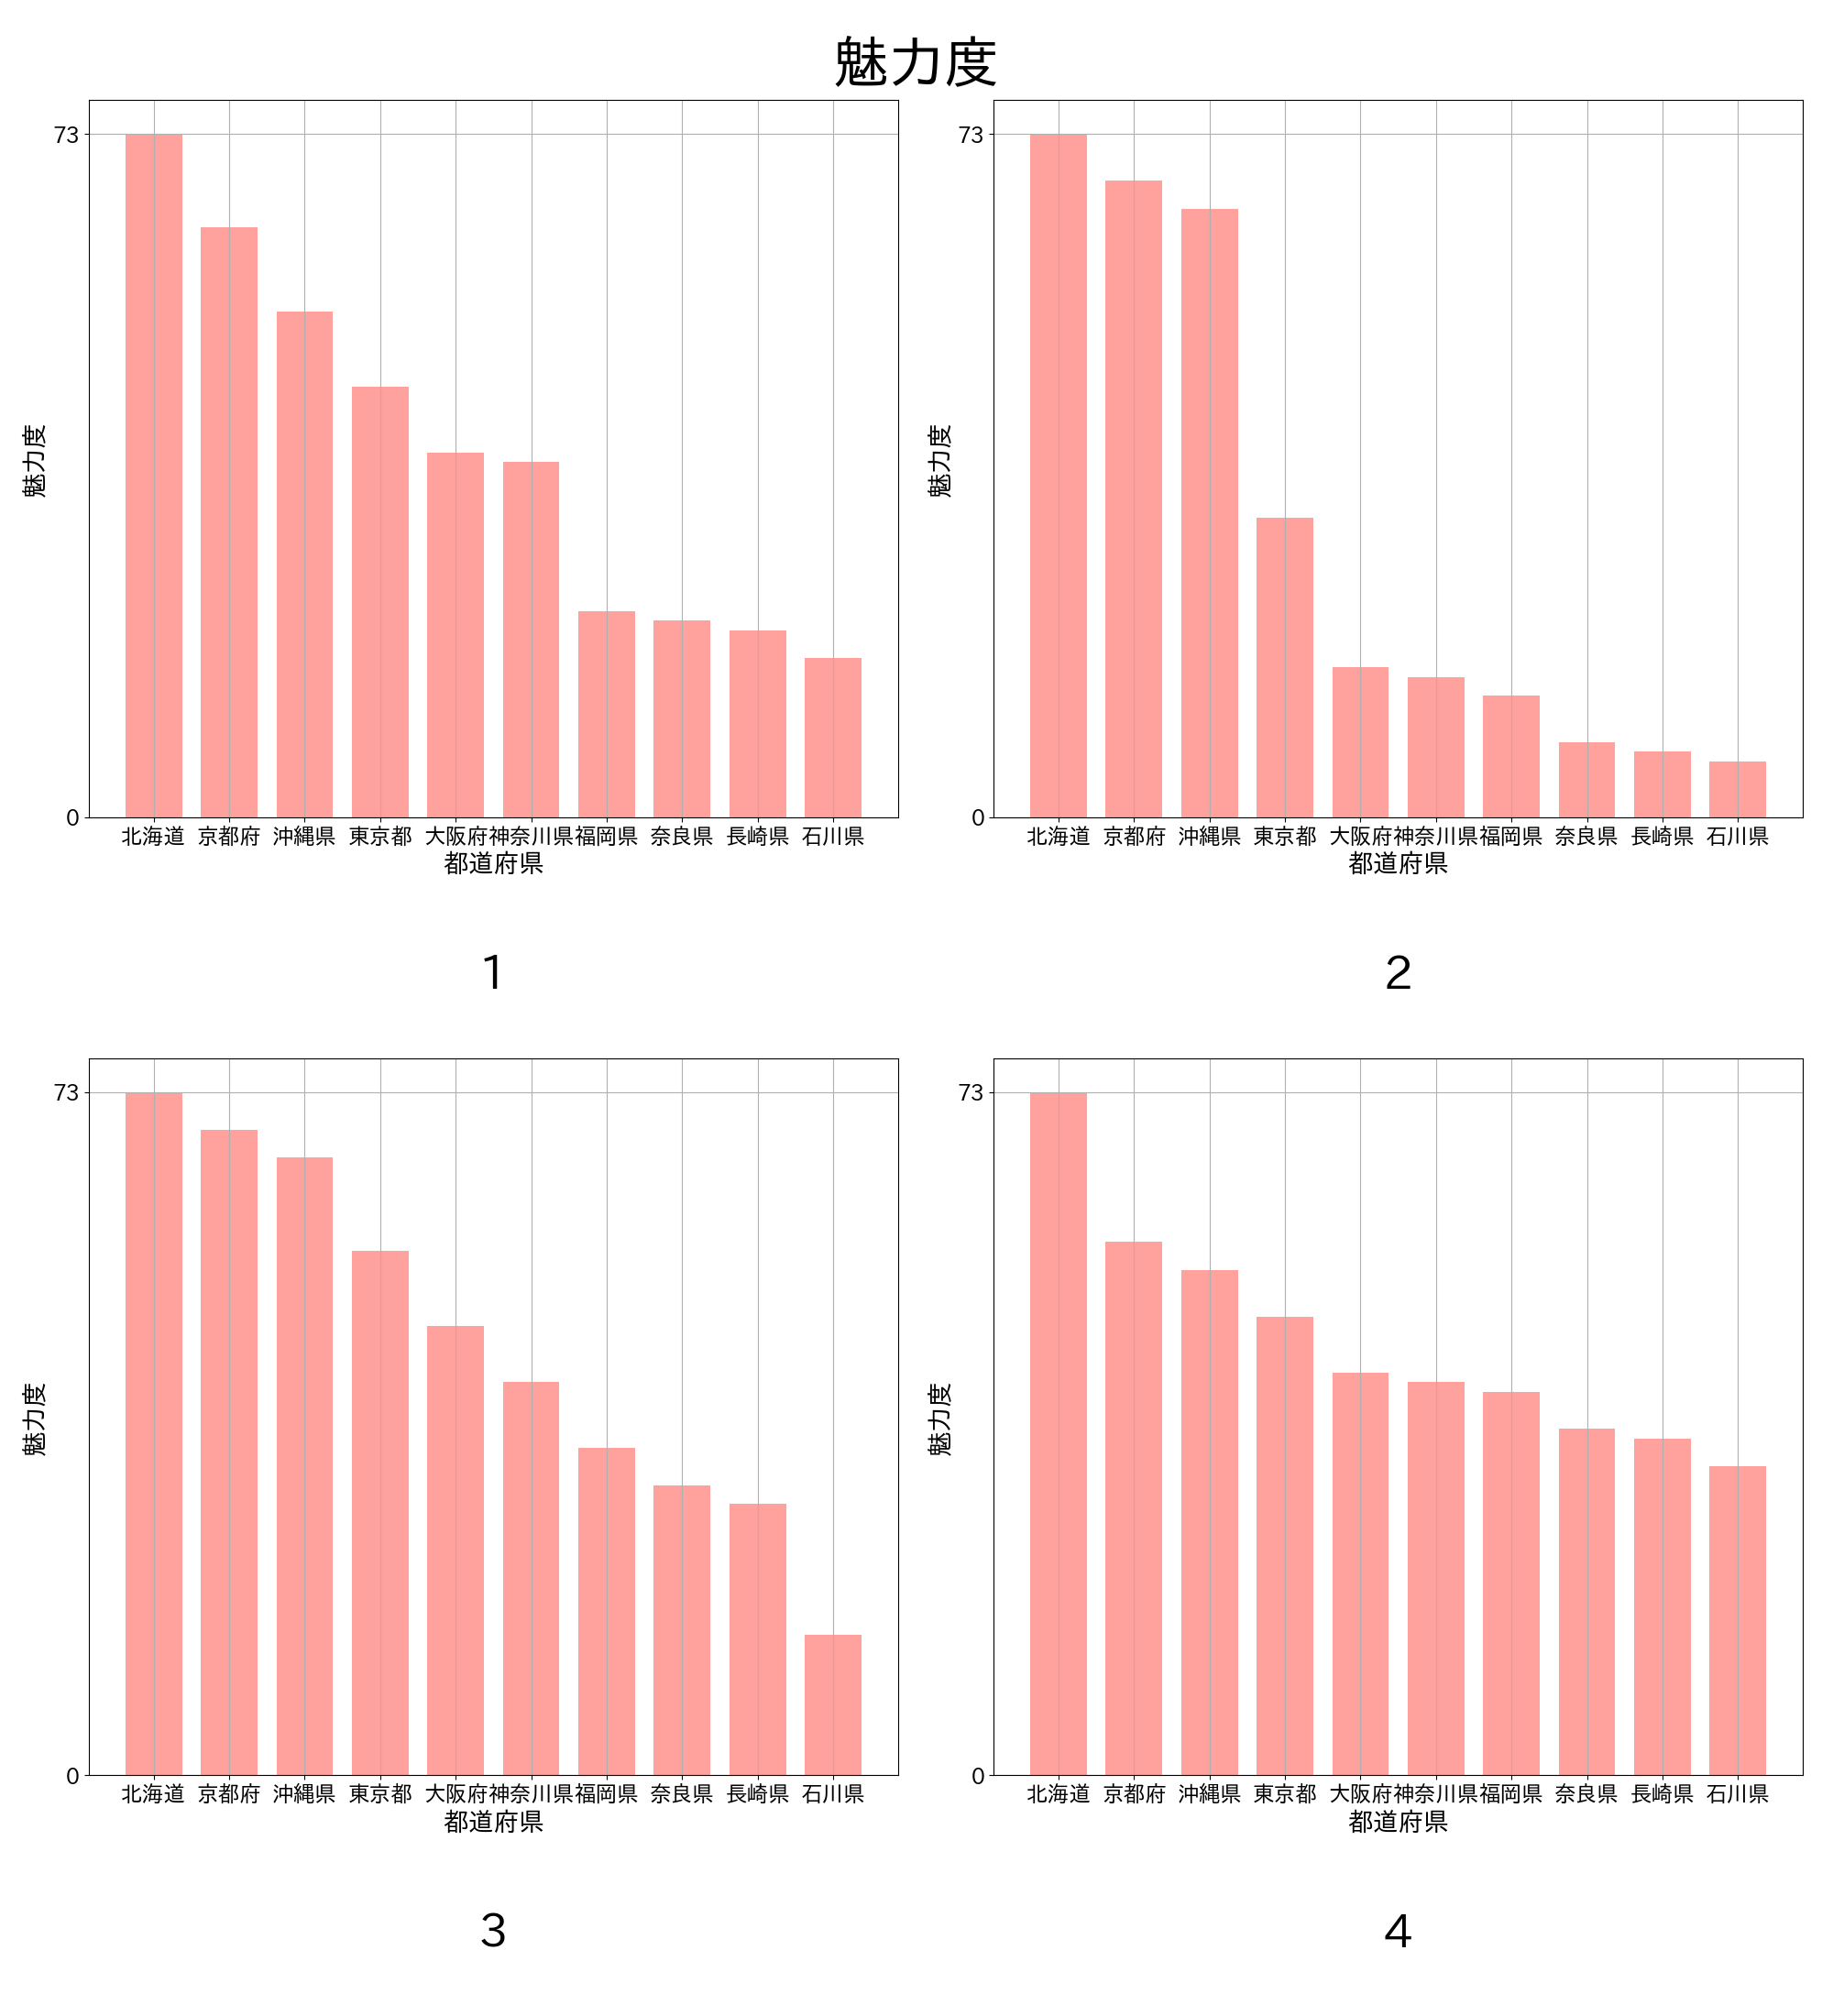 魅力度
73
魅力度
0
北海道 京都府 沖縄県 東京都 大阪府 神奈川県 福岡県 奈良県 長崎県 石川県
都道府県
1
73
魅力度
0
北海道 京都府 沖縄県 東京都 大阪府 神奈川県 福岡県 奈良県 長崎県 石川県
都道府県
2
73
魅力度
0
北海道 京都府 沖縄県 東京都 大阪府 神奈川県 福岡県 奈良県 長崎県 石川県
都道府県
3
73
魅力度
0
北海道 京都府 沖縄県 東京都 大阪府 神奈川県 福岡県 奈良県 長崎県 石川県
都道府県
4